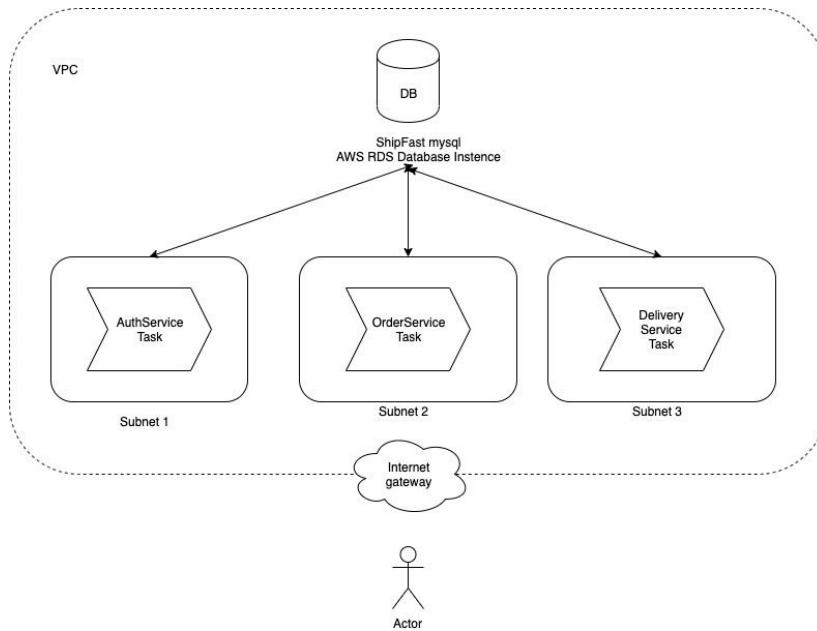 VPC
DB
ShipFast mysql
AWS RDS Database Instence
AuthService
Task
OrderService
Task
Delivery
Service
Task
Subnet 1
Subnet 2
Subnet 3
Internet
gateway
Actor